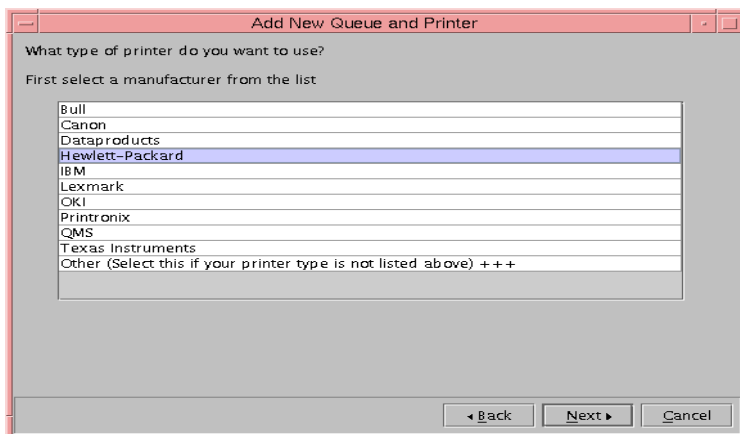 Add New Queue and Printer
What type of printer do you want to use?
First select a manufacturer from the list
Bull
Canon
Dataproducts
Hewlett-Packard
IBM
Lexmark
OKI
Printronix
QMS
Texas Instruments
Other (Select this if your printer type is not listed above) +++
Back Next Cancel